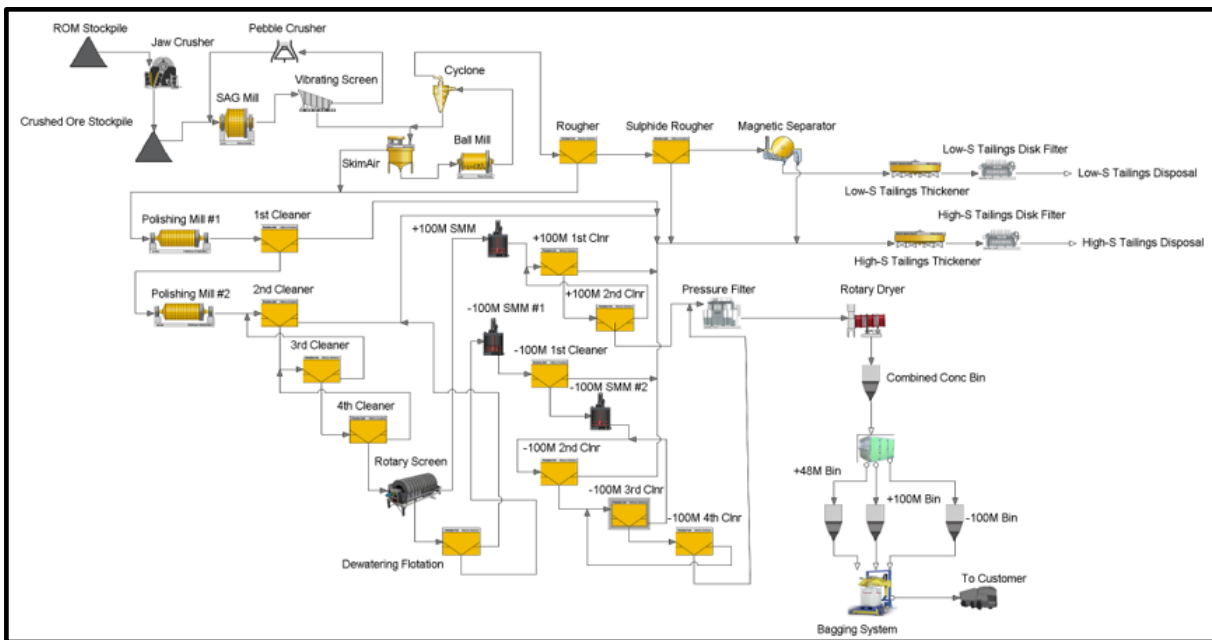 ROM Stockpile
Pebble Crusher
Jaw Crusher
Cyclone
Vibrating Screen
SAG Mill
Crushed Ore Stockpile
Rougher
Sulphide Rougher
Magnetic Separator
Ball Mill
SkimAir
Low-S Tailings Disk Filter
Low-S Tailings Disposal
Low-S Tailings Thickener
Polishing Mill #1
1st Cleaner
+100M SMM
+100M 1st Clnr
High-S Tailings Disk Filter
High-S Tailings Disposal
High-S Tailings Thickener
Polishing Mill #2
2nd Cleaner
+100M 2nd Clnr
Pressure Filter
Rotary Dryer
-100M SMM #1
3rd Cleaner
-100M 1st Cleaner
-100M SMM #2
Combined Conc Bin
4th Cleaner
-100M 2nd Clnr
Rotary Screen
-100M 3rd Clnr
-100M 4th Clnr
+48M Bin
+100M Bin
-100M Bin
Dewatering Flotation
To Customer
Bagging System